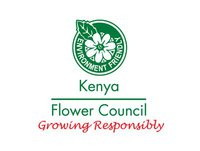 ENVIRONMENT FRIENDLY
Kenya
Flower Council
Growing Responsibly